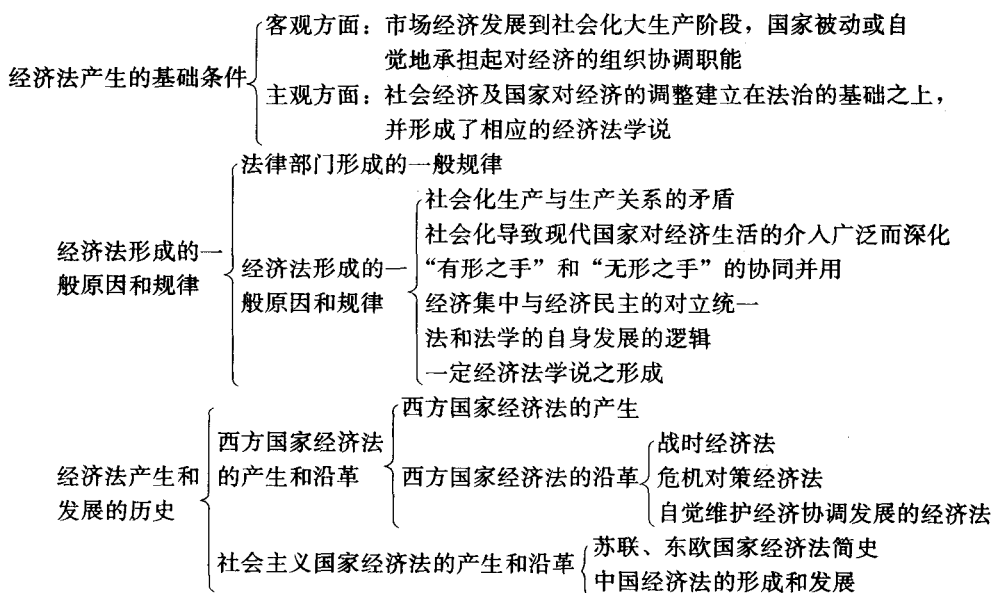 经济法产生的基础条件
客观方面：市场经济发展到社会化大生产阶段，国家被动或自
觉地承担起对经济的组织协调职能
主观方面：社会经济及国家对经济的调整建立在法治的基础之上，
并形成了相应的经济法学说
经济法形成的一
般原因和规律
法律部门形成的一般规律
经济法形成的一
般原因和规律
社会化生产与生产关系的矛盾
社会化导致现代国家对经济生活的介人广泛而深化
“有形之手”和“无形之手”的协同并用
经济集中与经济民主的对立统一
法和法学的自身发展的逻辑
一定经济法学说之形成
经济法产生和
发展的历史
西方国家经济法
的产生和沿革
西方国家经济法的产生
西方国家经济法的沿革
战时经济法
危机对策经济法
自觉维护经济协调发展的经济法
社会主义国家经济法的产生和沿革
苏联、东欧国家经济法简史
中国经济法的形成和发展